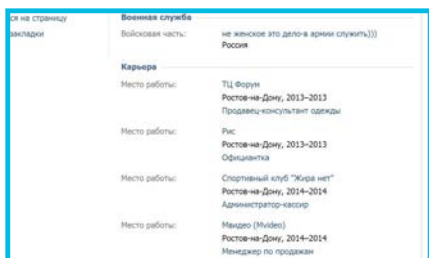 ся на страницу
закладки
Военная служба
Войсковая часть: не женское это дело-в армии служить)))
Россия
Карьера
Место работы: ТЦ Форум
Ростов-на-Дону, 2013–2013
Продавец-консультант одежды
Место работы: Рис
Ростов-на-Дону, 2013–2013
Официантка
Место работы: Спортивный клуб "Жира нет"
Ростов-на-Дону, 2014–2014
Администратор-кассир
Место работы: Мвидео (Mvideo)
Ростов-на-Дону, 2014–2014
Менеджер по продажам